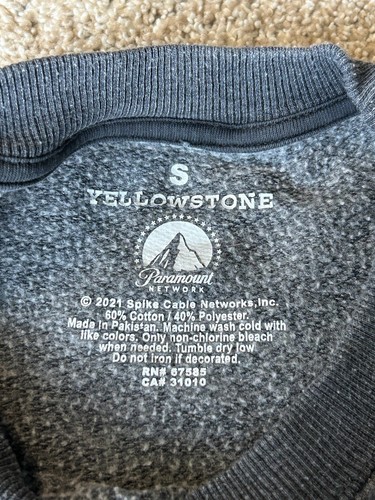 S
YELLOWSTONE
Paramount
NETWORK
© 2021 Spike Cable Networks, Inc.
60% Cotton / 40% Polyester.
Made in Pakistan. Machine wash cold with
like colors. Only non-chlorine bleach
when needed. Tumble dry low
Do not iron if decorated.
RN# 67585
CA# 31010